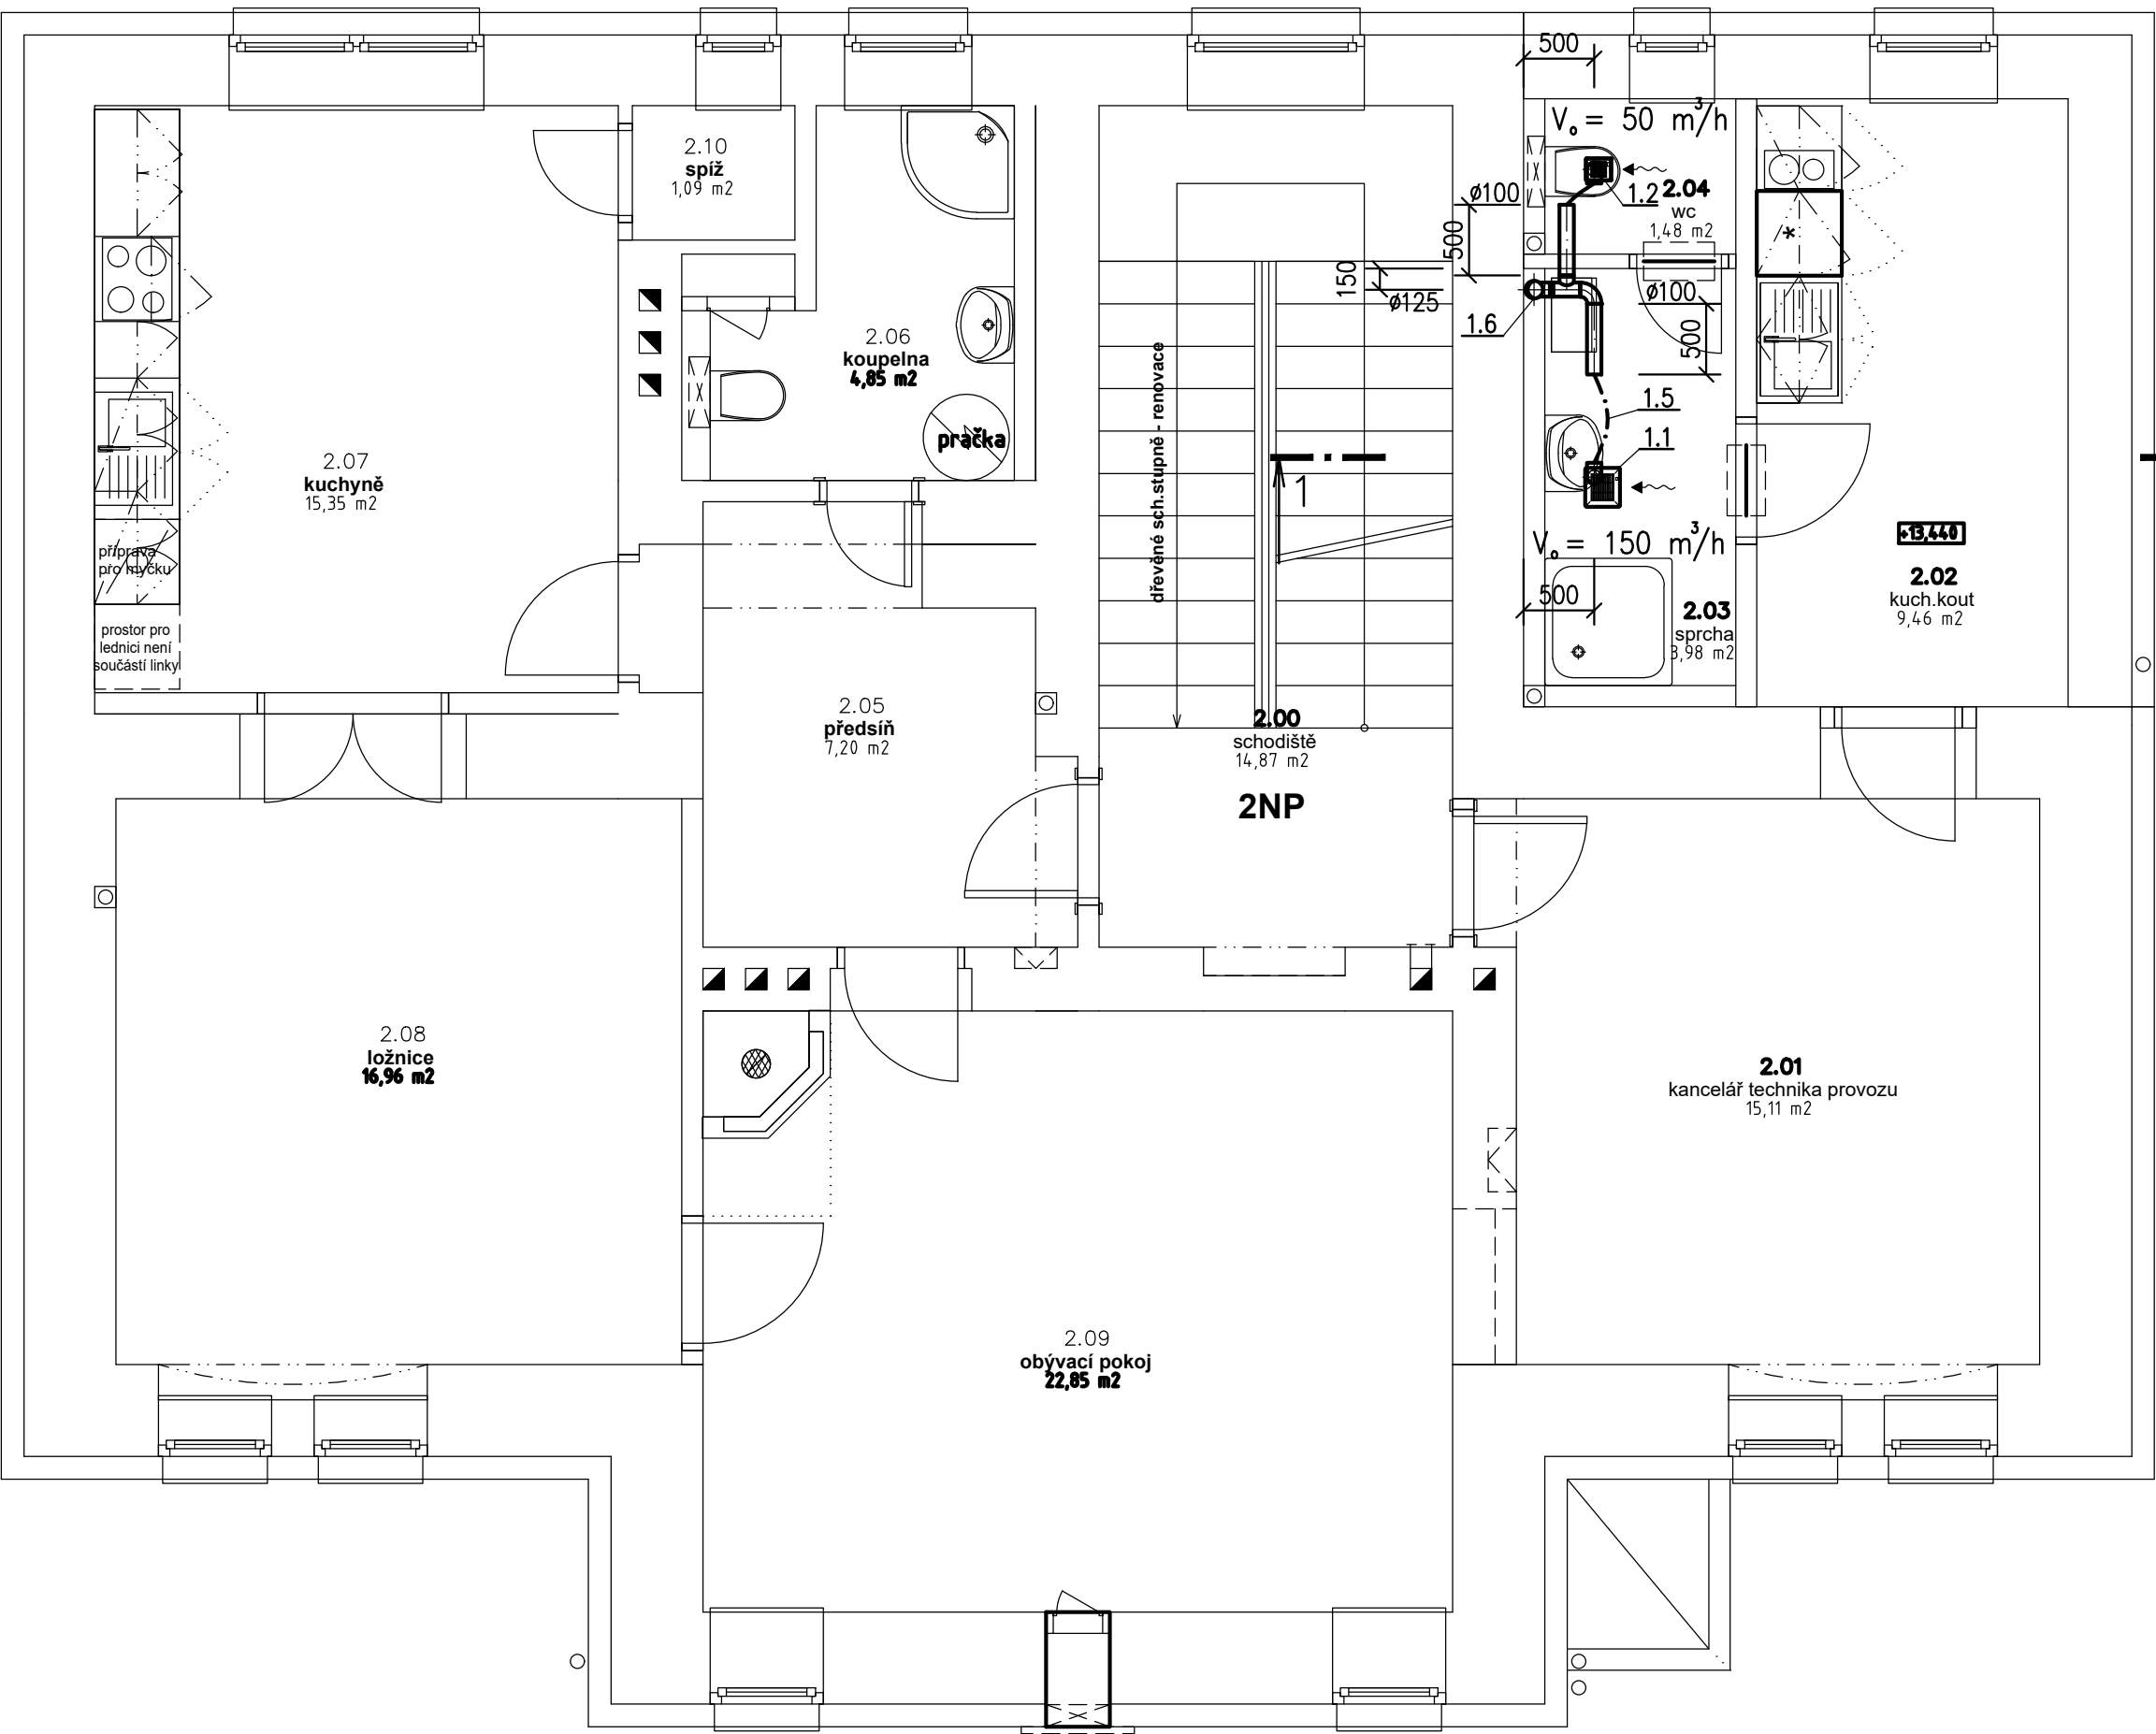 500
V₀= 50 m³/h
2.10
spíž
1,09 m2
ø100
1.2
2.04
wc
1,48 m2
500
*
150
ø125
ø100
1.6
500
2.06
koupelna
4,85 m2
dřevěné sch.stupně - renovace
1.5
1.1
pračka
2.07
kuchyně
15,35 m2
1
+13,440
V₀= 150 m³/h
příprava
pro myčku
2.02
kuch.kout
9,46 m2
500
2.03
sprcha
3,98 m2
prostor pro
lednici není
součástí linky
2.05
předsíň
7,20 m2
2.00
schodiště
14,87 m2
2NP
2.08
ložnice
16,96 m2
2.01
kancelář technika provozu
15,11 m2
2.09
obývací pokoj
22,85 m2